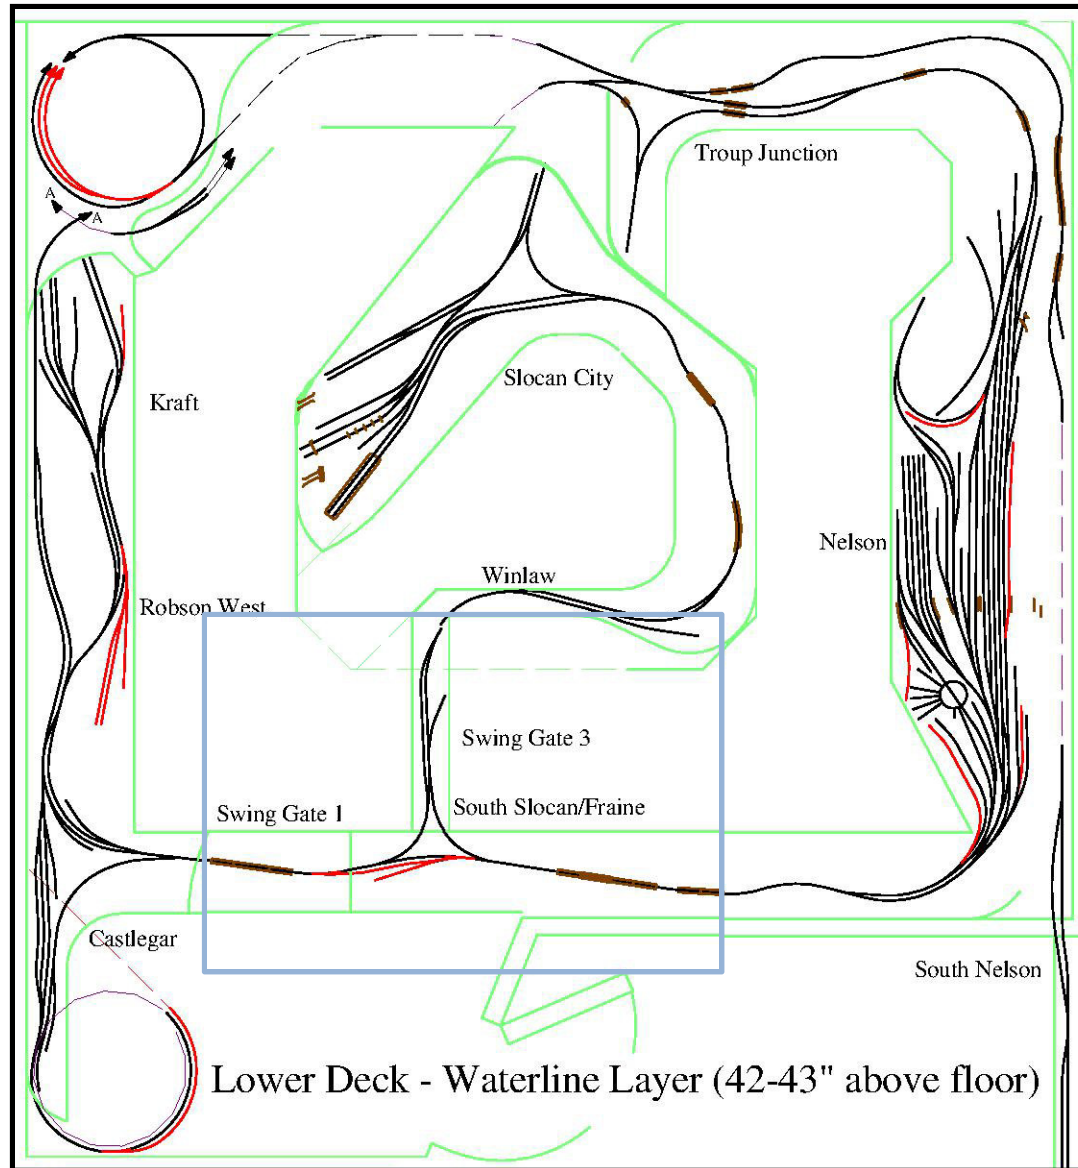 Troup Junction
A
A
Slocan City
Kraft
Nelson
Winlaw
Robson West
Swing Gate 3
South Slocan/Fraine
Swing Gate 1
Castlegar
South Nelson
Lower Deck - Waterline Layer (42-43" above floor)